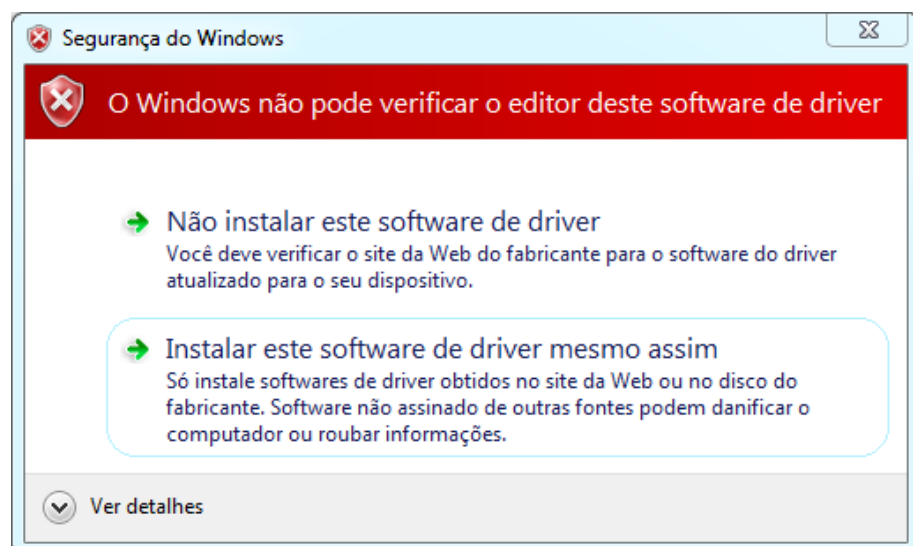 Segurança do Windows
O Windows não pode verificar o editor deste software de driver
Não instalar este software de driver
Você deve verificar o site da Web do fabricante para o software do driver
atualizado para o seu dispositivo.
Instalar este software de driver mesmo assim
Só instale softwares de driver obtidos no site da Web ou no disco do
fabricante. Software não assinado de outras fontes podem danificar o
computador ou roubar informações.
Ver detalhes